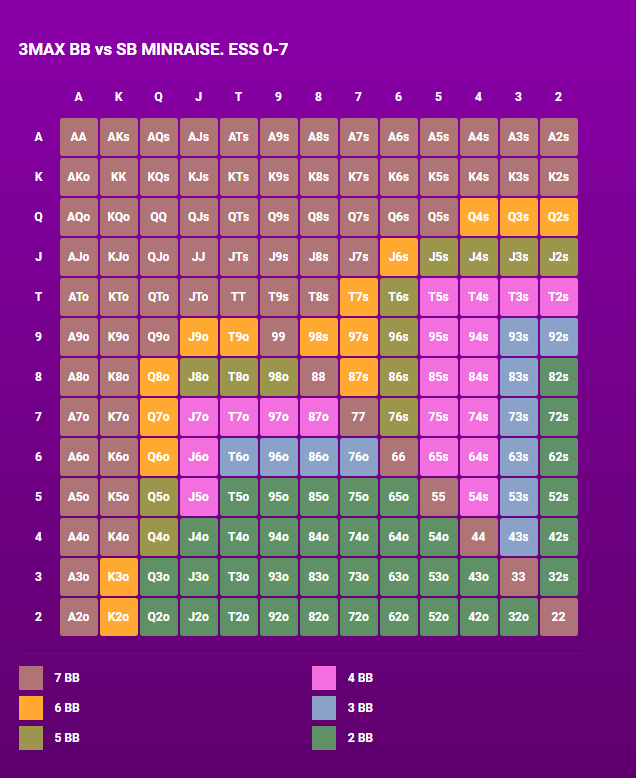 3MAX BB vs SB MINRAISE. ESS 0-7
A K Q J T 9 8 7 6 5 4 3 2
A AA AKs AQs AJs ATs A9s A8s A7s A6s A5s A4s A3s A2s
K AKo KK KQs KJs KTs K9s K8s K7s K6s K5s K4s K3s K2s
Q AQo KQo QQ QJs QTs Q9s Q8s Q7s Q6s Q5s Q4s Q3s Q2s
J AJo KJo QJo JJ JTs J9s J8s J7s J6s J5s J4s J3s J2s
T ATo KTo QTo JTo TT T9s T8s T7s T6s T5s T4s T3s T2s
9 A9o K9o Q9o J9o T9o 99 98s 97s 96s 95s 94s 93s 92s
8 A8o K8o Q8o J8o T8o 98o 88 87s 86s 85s 84s 83s 82s
7 A7o K7o Q7o J7o T7o 97o 87o 77 76s 75s 74s 73s 72s
6 A6o K6o Q6o J6o T6o 96o 86o 76o 66 65s 64s 63s 62s
5 A5o K5o Q5o J5o T5o 95o 85o 75o 65o 55 54s 53s 52s
4 A4o K4o Q4o J4o T4o 94o 84o 74o 64o 54o 44 43s 42s
3 A3o K3o Q3o J3o T3o 93o 83o 73o 63o 53o 43o 33 32s
2 A2o K2o Q2o J2o T2o 92o 82o 72o 62o 52o 42o 32o 22
7 BB 4 BB
6 BB 3 BB
5 BB 2 BB